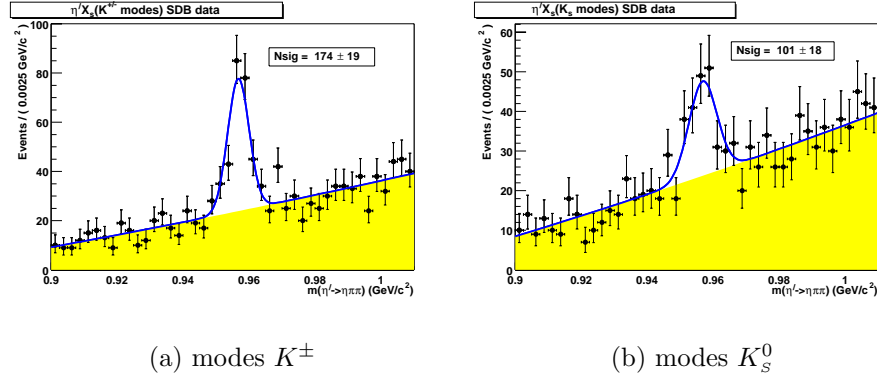 η'X_s(K^+/- modes) SDB data
Nsig = 174 ± 19
Events / ( 0.0025 GeV/c² )
100
80
60
40
20
0
0.9 0.92 0.94 0.96 0.98 1
m(η'->ηππ) (GeV/c²)
(a) modes K^±
η'X_s(K_s modes) SDB data
Nsig = 101 ± 18
Events / ( 0.0025 GeV/c² )
60
50
40
30
20
10
0
0.9 0.92 0.94 0.96 0.98 1
m(η'->ηππ) (GeV/c²)
(b) modes K_S^0